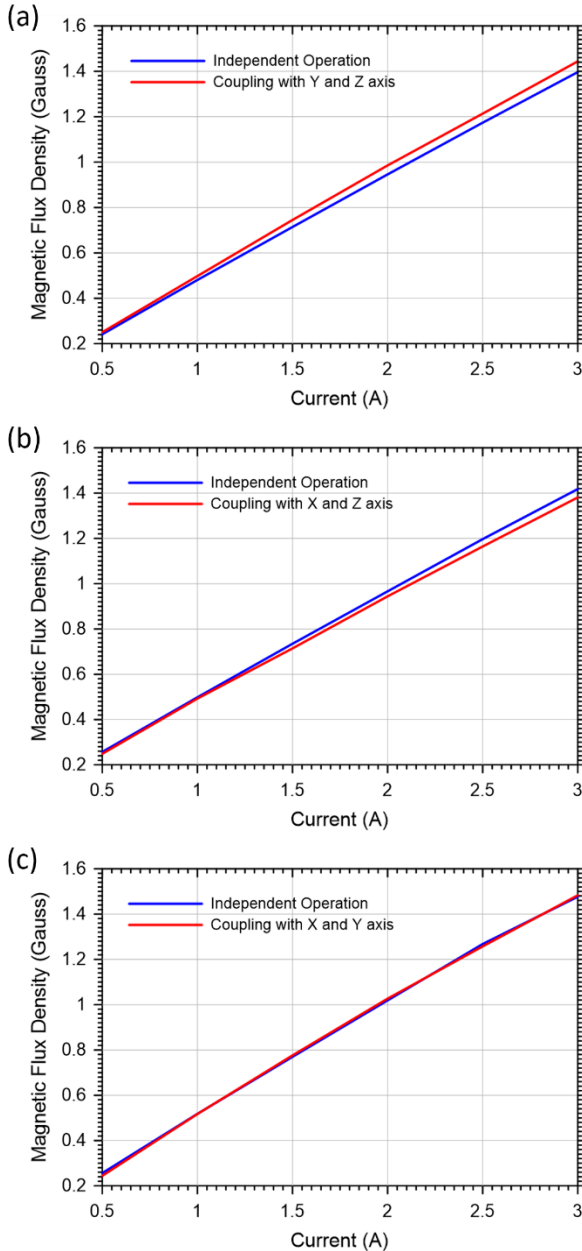 (a)
1.6
1.4
1.2
1
0.8
0.6
0.4
0.2
Magnetic Flux Density (Gauss)
Independent Operation
Coupling with Y and Z axis
0.5 1 1.5 2 2.5 3
Current (A)
(b)
1.6
1.4
1.2
1
0.8
0.6
0.4
0.2
Magnetic Flux Density (Gauss)
Independent Operation
Coupling with X and Z axis
0.5 1 1.5 2 2.5 3
Current (A)
(c)
1.6
1.4
1.2
1
0.8
0.6
0.4
0.2
Magnetic Flux Density (Gauss)
Independent Operation
Coupling with X and Y axis
0.5 1 1.5 2 2.5 3
Current (A)